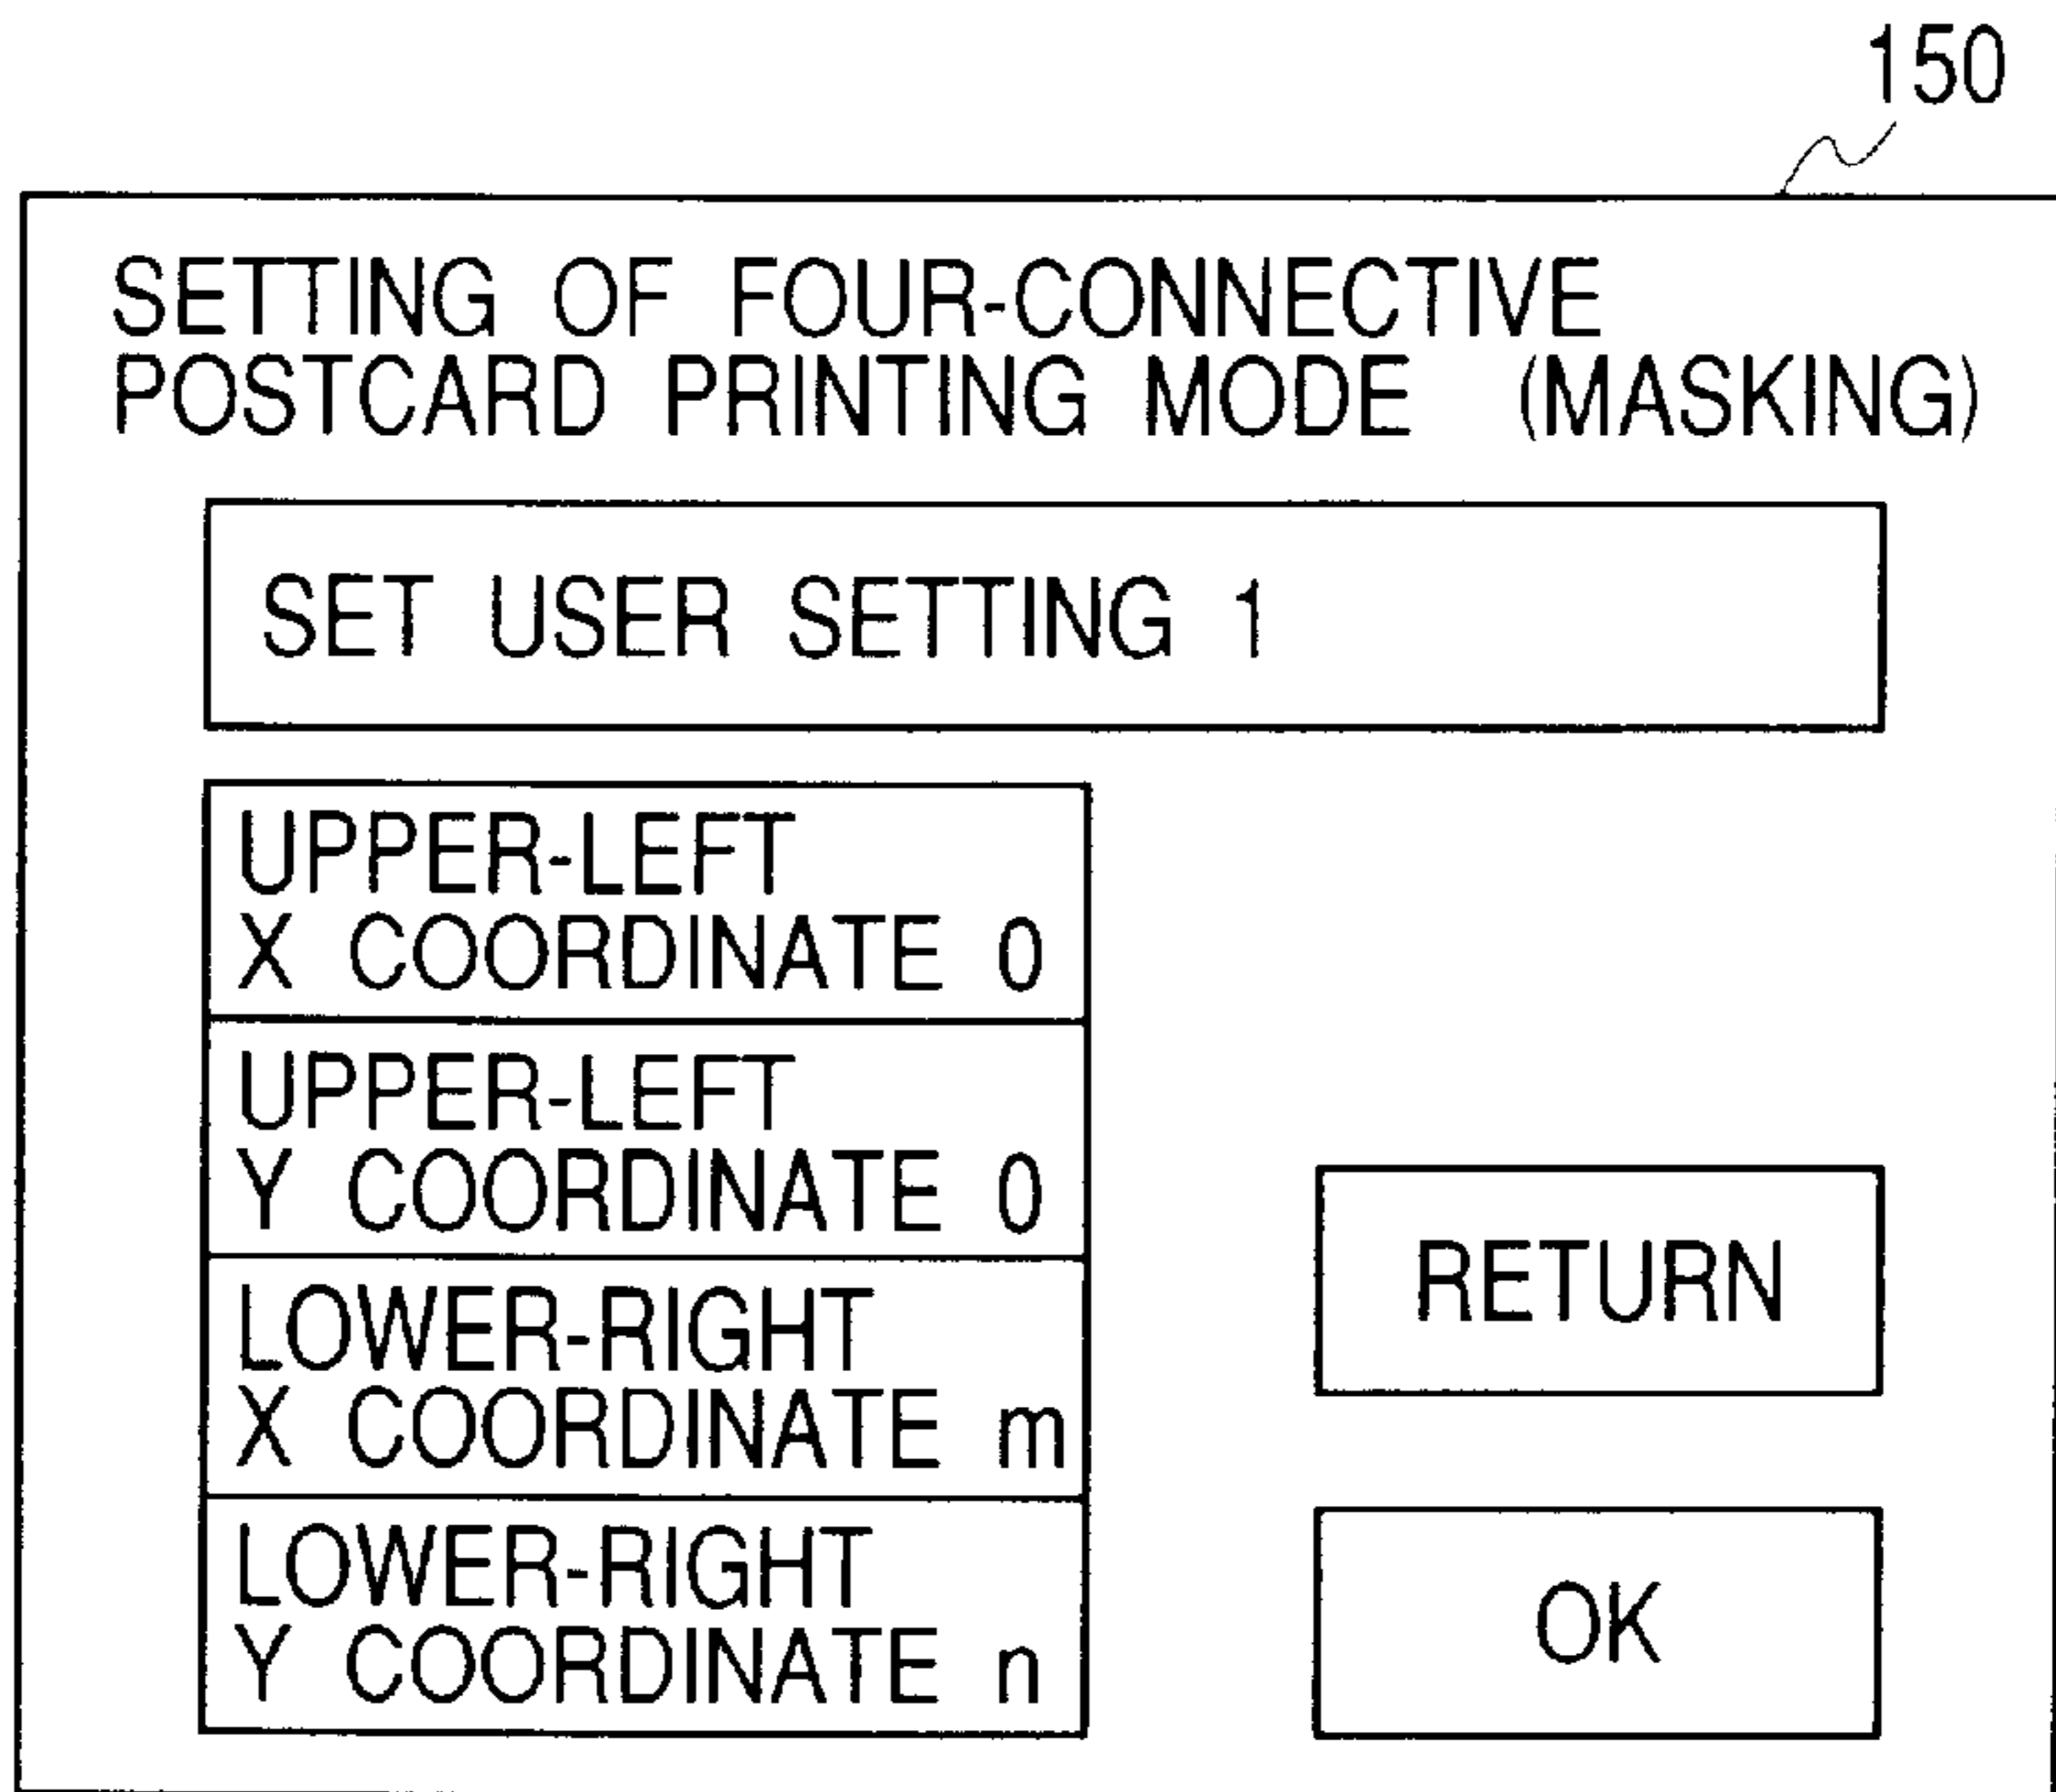 150
SETTING OF FOUR-CONNECTIVE
POSTCARD PRINTING MODE (MASKING)
SET USER SETTING 1
UPPER-LEFT
X COORDINATE 0
UPPER-LEFT
Y COORDINATE 0
LOWER-RIGHT
X COORDINATE m
LOWER-RIGHT
Y COORDINATE n
RETURN
OK